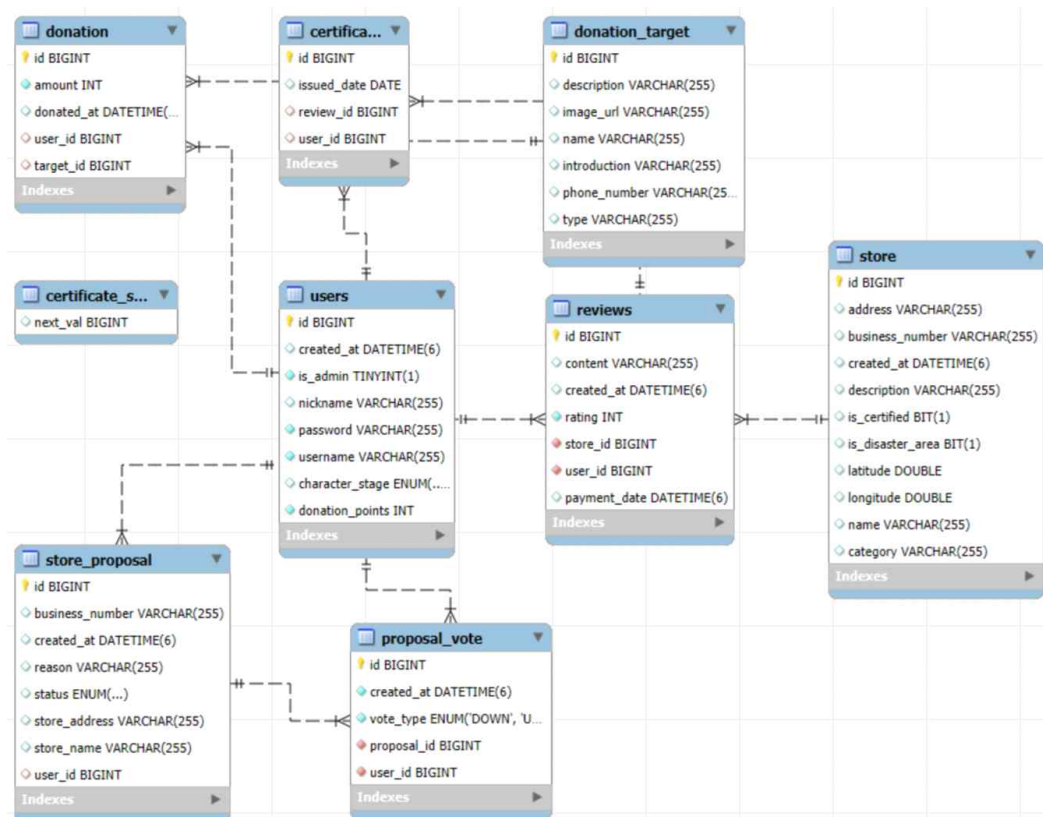 donation
id BIGINT
amount INT
donated_at DATETIME(...
user_id BIGINT
target_id BIGINT
Indexes
certifica...
id BIGINT
issued_date DATE
review_id BIGINT
user_id BIGINT
Indexes
donation_target
id BIGINT
description VARCHAR(255)
image_url VARCHAR(255)
name VARCHAR(255)
introduction VARCHAR(255)
phone_number VARCHAR(25...
type VARCHAR(255)
Indexes
certificate_s...
next_val BIGINT
users
id BIGINT
created_at DATETIME(6)
is_admin TINYINT(1)
nickname VARCHAR(255)
password VARCHAR(255)
username VARCHAR(255)
character_stage ENUM(...
donation_points INT
Indexes
reviews
id BIGINT
content VARCHAR(255)
created_at DATETIME(6)
rating INT
store_id BIGINT
user_id BIGINT
payment_date DATETIME(6)
Indexes
store
id BIGINT
address VARCHAR(255)
business_number VARCHAR(255)
created_at DATETIME(6)
description VARCHAR(255)
is_certified BIT(1)
is_disaster_area BIT(1)
latitude DOUBLE
longitude DOUBLE
name VARCHAR(255)
category VARCHAR(255)
Indexes
store_proposal
id BIGINT
business_number VARCHAR(255)
created_at DATETIME(6)
reason VARCHAR(255)
status ENUM(...)
store_address VARCHAR(255)
store_name VARCHAR(255)
user_id BIGINT
Indexes
proposal_vote
id BIGINT
created_at DATETIME(6)
vote_type ENUM('DOWN', 'U...
proposal_id BIGINT
user_id BIGINT
Indexes